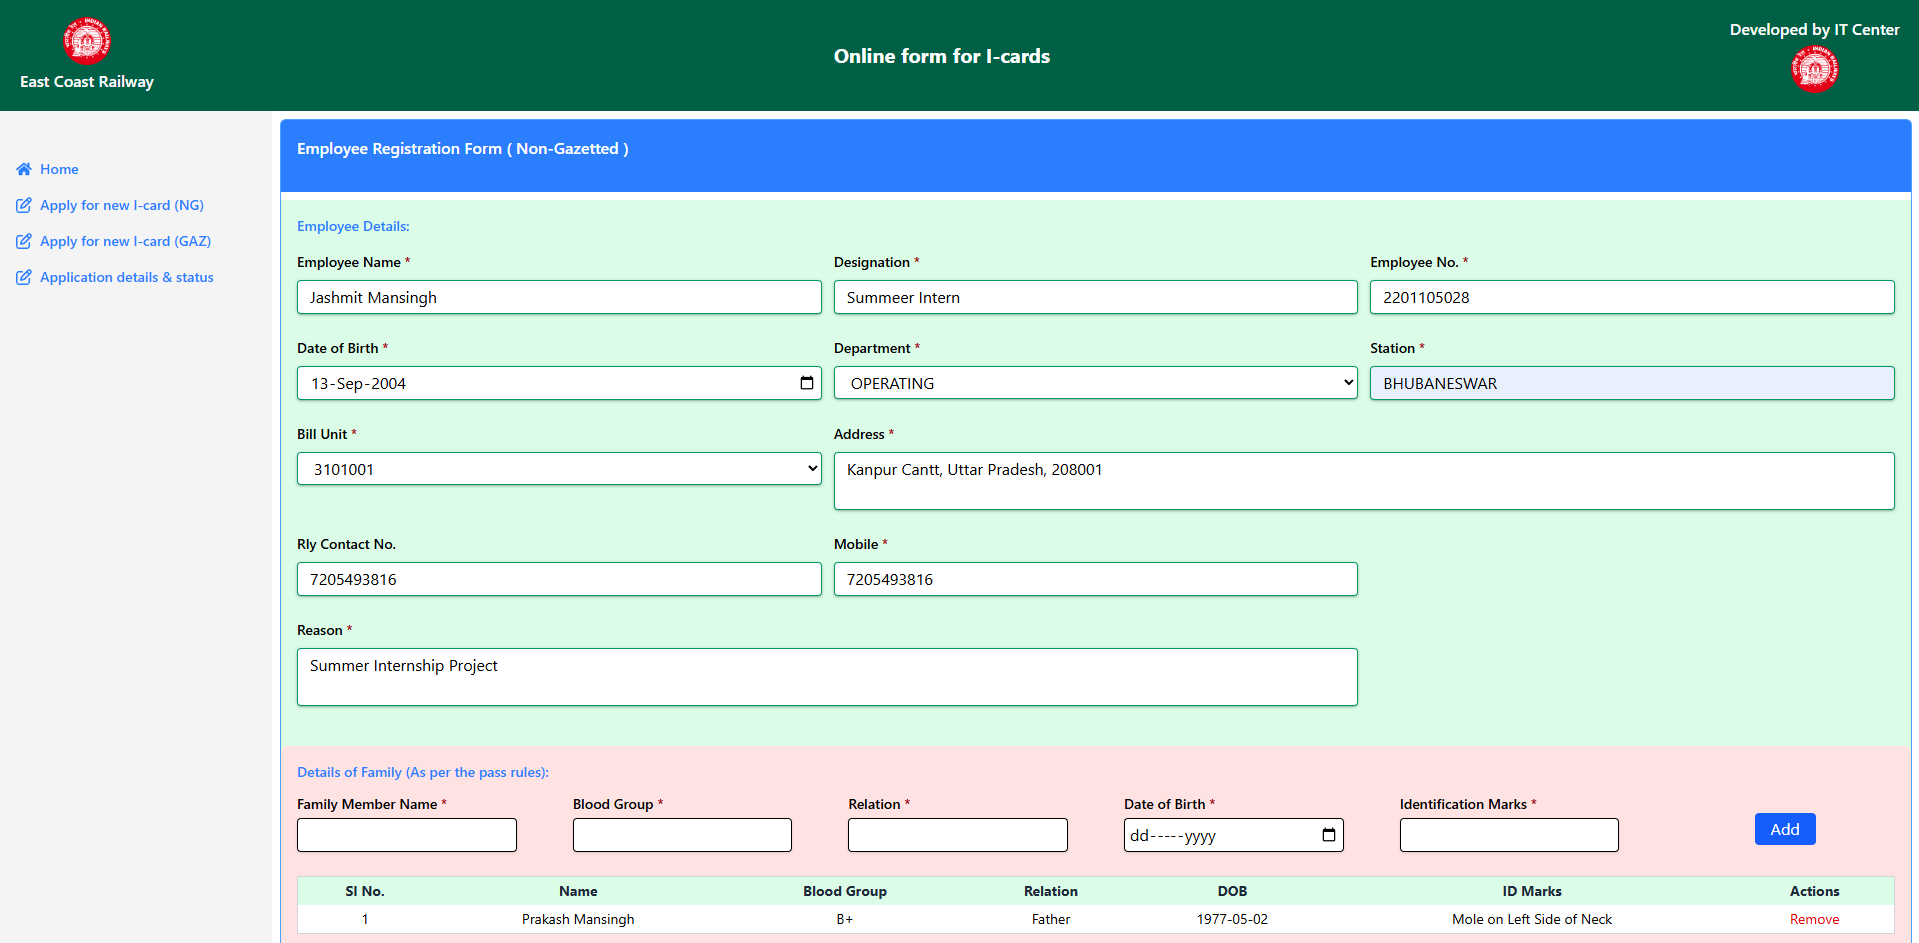 East Coast Railway
Online form for I-cards
Developed by IT Center
Home
Apply for new I-card (NG)
Apply for new I-card (GAZ)
Application details & status
Employee Registration Form ( Non-Gazetted )
Employee Details:
Employee Name * Designation * Employee No. *
Jashmit Mansingh Summeer Intern 2201105028
Date of Birth * Department * Station *
13-Sep-2004 OPERATING BHUBANESWAR
Bill Unit * Address *
3101001 Kanpur Cantt, Uttar Pradesh, 208001
Rly Contact No. Mobile *
7205493816 7205493816
Reason *
Summer Internship Project
Details of Family (As per the pass rules):
Family Member Name * Blood Group * Relation * Date of Birth * Identification Marks *
dd-----yyyy Add
Sl No. Name Blood Group Relation DOB ID Marks Actions
1 Prakash Mansingh B+ Father 1977-05-02 Mole on Left Side of Neck Remove